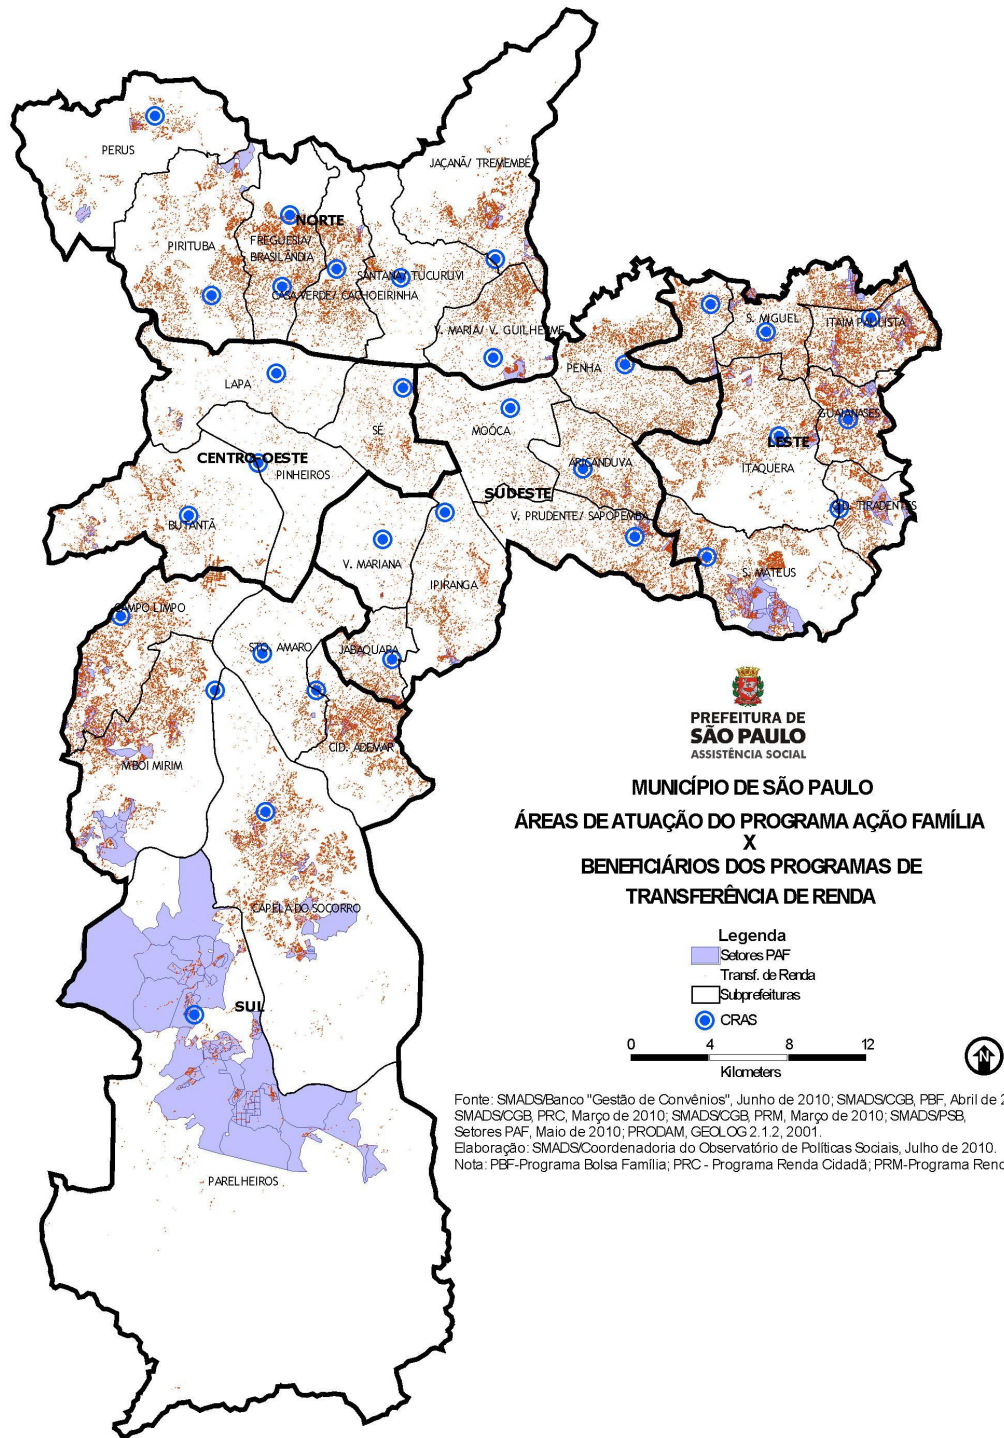 JAÇANÃ/ TREMEMBÉ
PERUS
NORTE
PIRITUBA
FREGUESIA/
BRASILÂNDIA
SANTANA/ TUCURUVI
CASA VERDE/ CACHOEIRINHA
V. MARIA/ V. GUILHERME
S. MIGUEL
ITAIM PAULISTA
PENHA
LAPA
SÉ
MOÓCA
GUAIANASES
LESTE
ITAQUERA
CENTRO-OESTE
PINHEIROS
ARICANDUVA
SUDESTE
BUTANTÃ
V. PRUDENTE/ SAPOPEMBA
CID. TIRADENTES
V. MARIANA
IPIRANGA
S. MATEUS
CAMPO LIMPO
STO. AMARO
JABAQUARA
CID. ADEMAR
M'BOI MIRIM
CAPELA DO SOCORRO
SUL
PARELHEIROS
PREFEITURA DE
SÃO PAULO
ASSISTÊNCIA SOCIAL
MUNICÍPIO DE SÃO PAULO
ÁREAS DE ATUAÇÃO DO PROGRAMA AÇÃO FAMÍLIA
X
BENEFICIÁRIOS DOS PROGRAMAS DE
TRANSFERÊNCIA DE RENDA
Legenda
Setores PAF
Transf. de Renda
Subprefeituras
CRAS
0 4 8 12
Kilometers
N
Fonte: SMADS/Banco "Gestão de Convênios", Junho de 2010; SMADS/CGB, PBF, Abril de
SMADS/CGB, PRC, Março de 2010; SMADS/CGB, PRM, Março de 2010; SMADS/PSB,
Setores PAF, Maio de 2010; PRODAM, GEOLOG 2.1.2, 2001.
Elaboração: SMADS/Coordenadoria do Observatório de Políticas Sociais, Julho de 2010.
Nota: PBF-Programa Bolsa Família; PRC - Programa Renda Cidadã; PRM-Programa